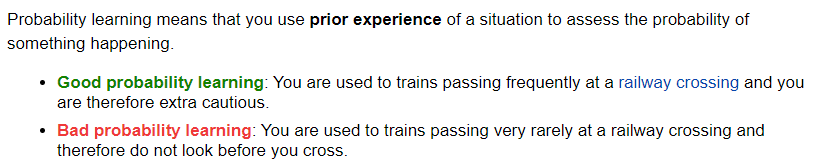 Probability learning means that you use prior experience of a situation to assess the probability of
something happening.
• Good probability learning: You are used to trains passing frequently at a railway crossing and you
are therefore extra cautious.
• Bad probability learning: You are used to trains passing very rarely at a railway crossing and
therefore do not look before you cross.